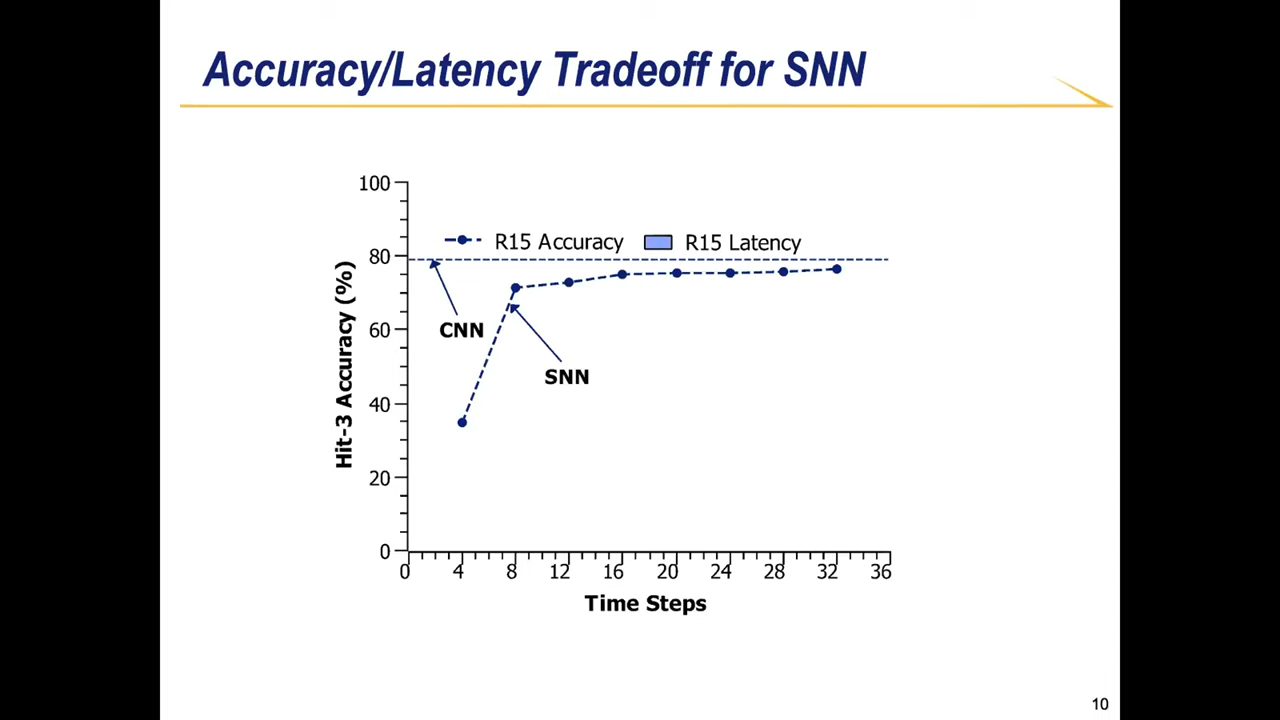 Accuracy/Latency Tradeoff for SNN
100
R15 Accuracy R15 Latency
80
CNN
60
SNN
40
20
0
Hit-3 Accuracy (%)
0 4 8 12 16 20 24 28 32 36
Time Steps
10